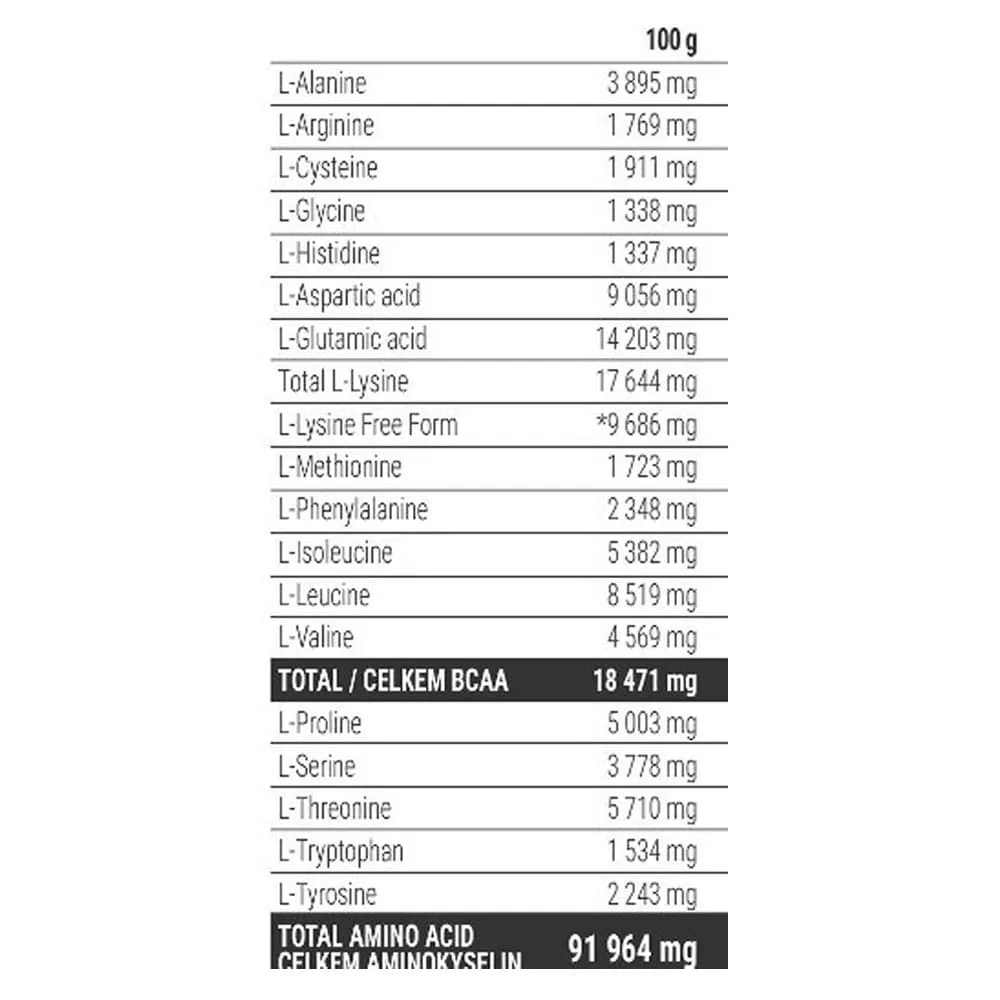 100 g
L-Alanine 3 895 mg
L-Arginine 1 769 mg
L-Cysteine 1 911 mg
L-Glycine 1 338 mg
L-Histidine 1 337 mg
L-Aspartic acid 9 056 mg
L-Glutamic acid 14 203 mg
Total L-Lysine 17 644 mg
L-Lysine Free Form *9 686 mg
L-Methionine 1 723 mg
L-Phenylalanine 2 348 mg
L-Isoleucine 5 382 mg
L-Leucine 8 519 mg
L-Valine 4 569 mg
TOTAL / CELKEM BCAA 18 471 mg
L-Proline 5 003 mg
L-Serine 3 778 mg
L-Threonine 5 710 mg
L-Tryptophan 1 534 mg
L-Tyrosine 2 243 mg
TOTAL AMINO ACID 91 964 mg
CELKEM AMINOKYSELIN